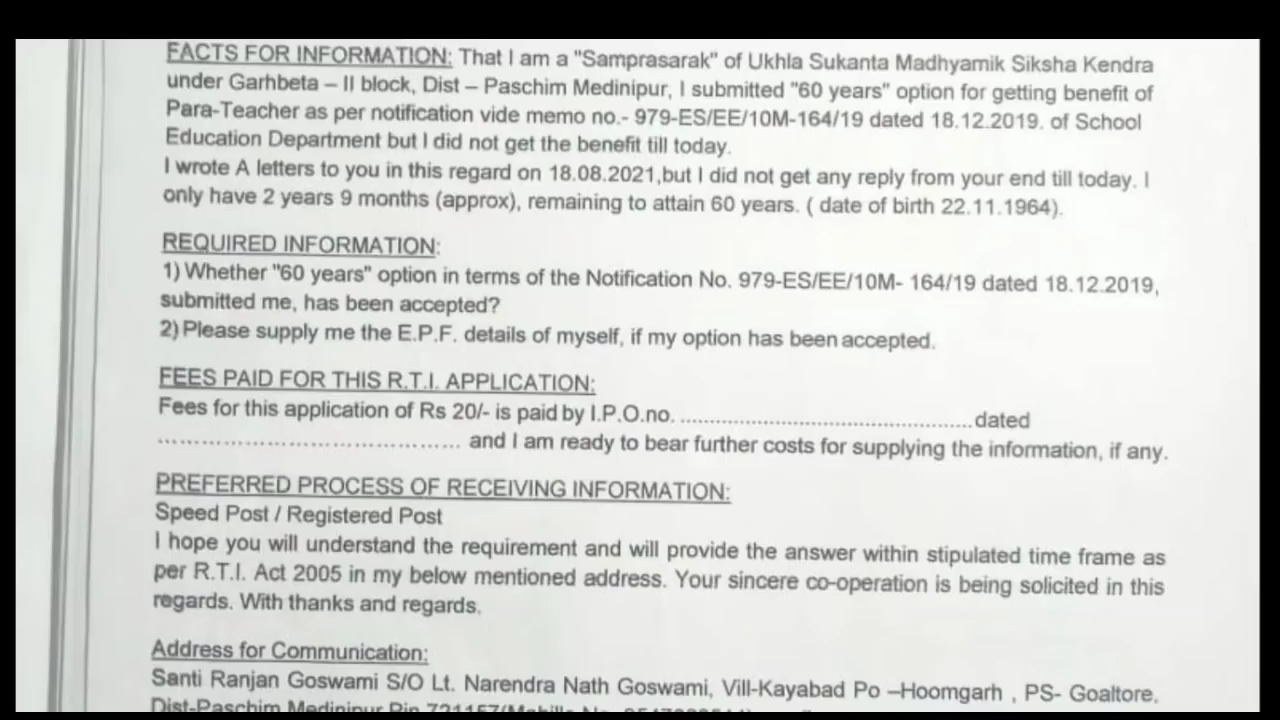 FACTS FOR INFORMATION: That I am a "Samprasarak" of Ukhla Sukanta Madhyamik Siksha Kendra
under Garhbeta – II block, Dist – Paschim Medinipur, I submitted "60 years" option for getting benefit of
Para-Teacher as per notification vide memo no.- 979-ES/EE/10M-164/19 dated 18.12.2019. of School
Education Department but I did not get the benefit till today.
I wrote A letters to you in this regard on 18.08.2021,but I did not get any reply from your end till today. I
only have 2 years 9 months (approx), remaining to attain 60 years. ( date of birth 22.11.1964).
REQUIRED INFORMATION:
1) Whether "60 years" option in terms of the Notification No. 979-ES/EE/10M- 164/19 dated 18.12.2019,
submitted me, has been accepted?
2) Please supply me the E.P.F. details of myself, if my option has been accepted.
FEES PAID FOR THIS R.T.I. APPLICATION:
Fees for this application of Rs 20/- is paid by I.P.O.no. .................................................. dated
.................................... and I am ready to bear further costs for supplying the information, if any.
PREFERRED PROCESS OF RECEIVING INFORMATION:
Speed Post / Registered Post
I hope you will understand the requirement and will provide the answer within stipulated time frame as
per R.T.I. Act 2005 in my below mentioned address. Your sincere co-operation is being solicited in this
regards. With thanks and regards.
Address for Communication:
Santi Ranjan Goswami S/O Lt. Narendra Nath Goswami, Vill-Kayabad Po –Hoomgarh , PS- Goaltore,
Dist-Paschim Medinipur Pin